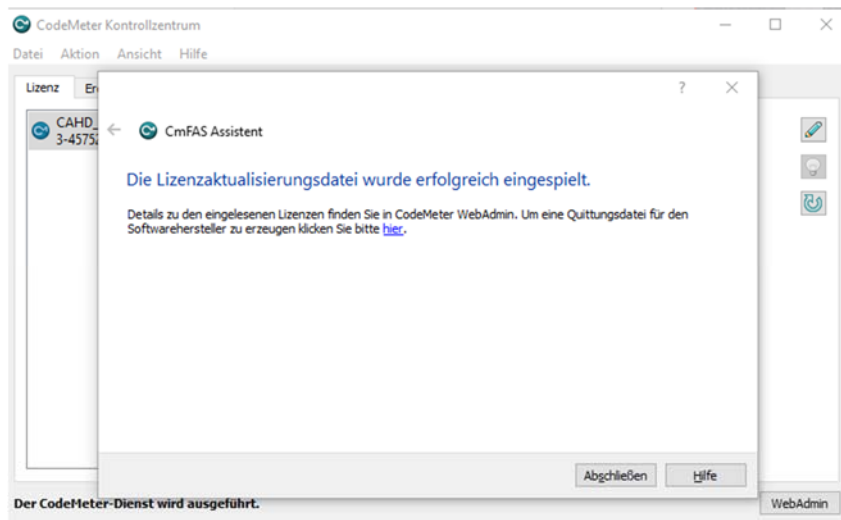 CodeMeter Kontrollzentrum
Datei Aktion Ansicht Hilfe
Lizenz
?
CAHD_
CmFAS Assistent
Die Lizenzaktualisierungsdatei wurde erfolgreich eingespielt.
Details zu den eingelesenen Lizenzen finden Sie in CodeMeter WebAdmin. Um eine Quittungsdatei für den
Softwarehersteller zu erzeugen klicken Sie bitte hier.
Abschließen Hilfe
Der CodeMeter-Dienst wird ausgeführt. WebAdmin